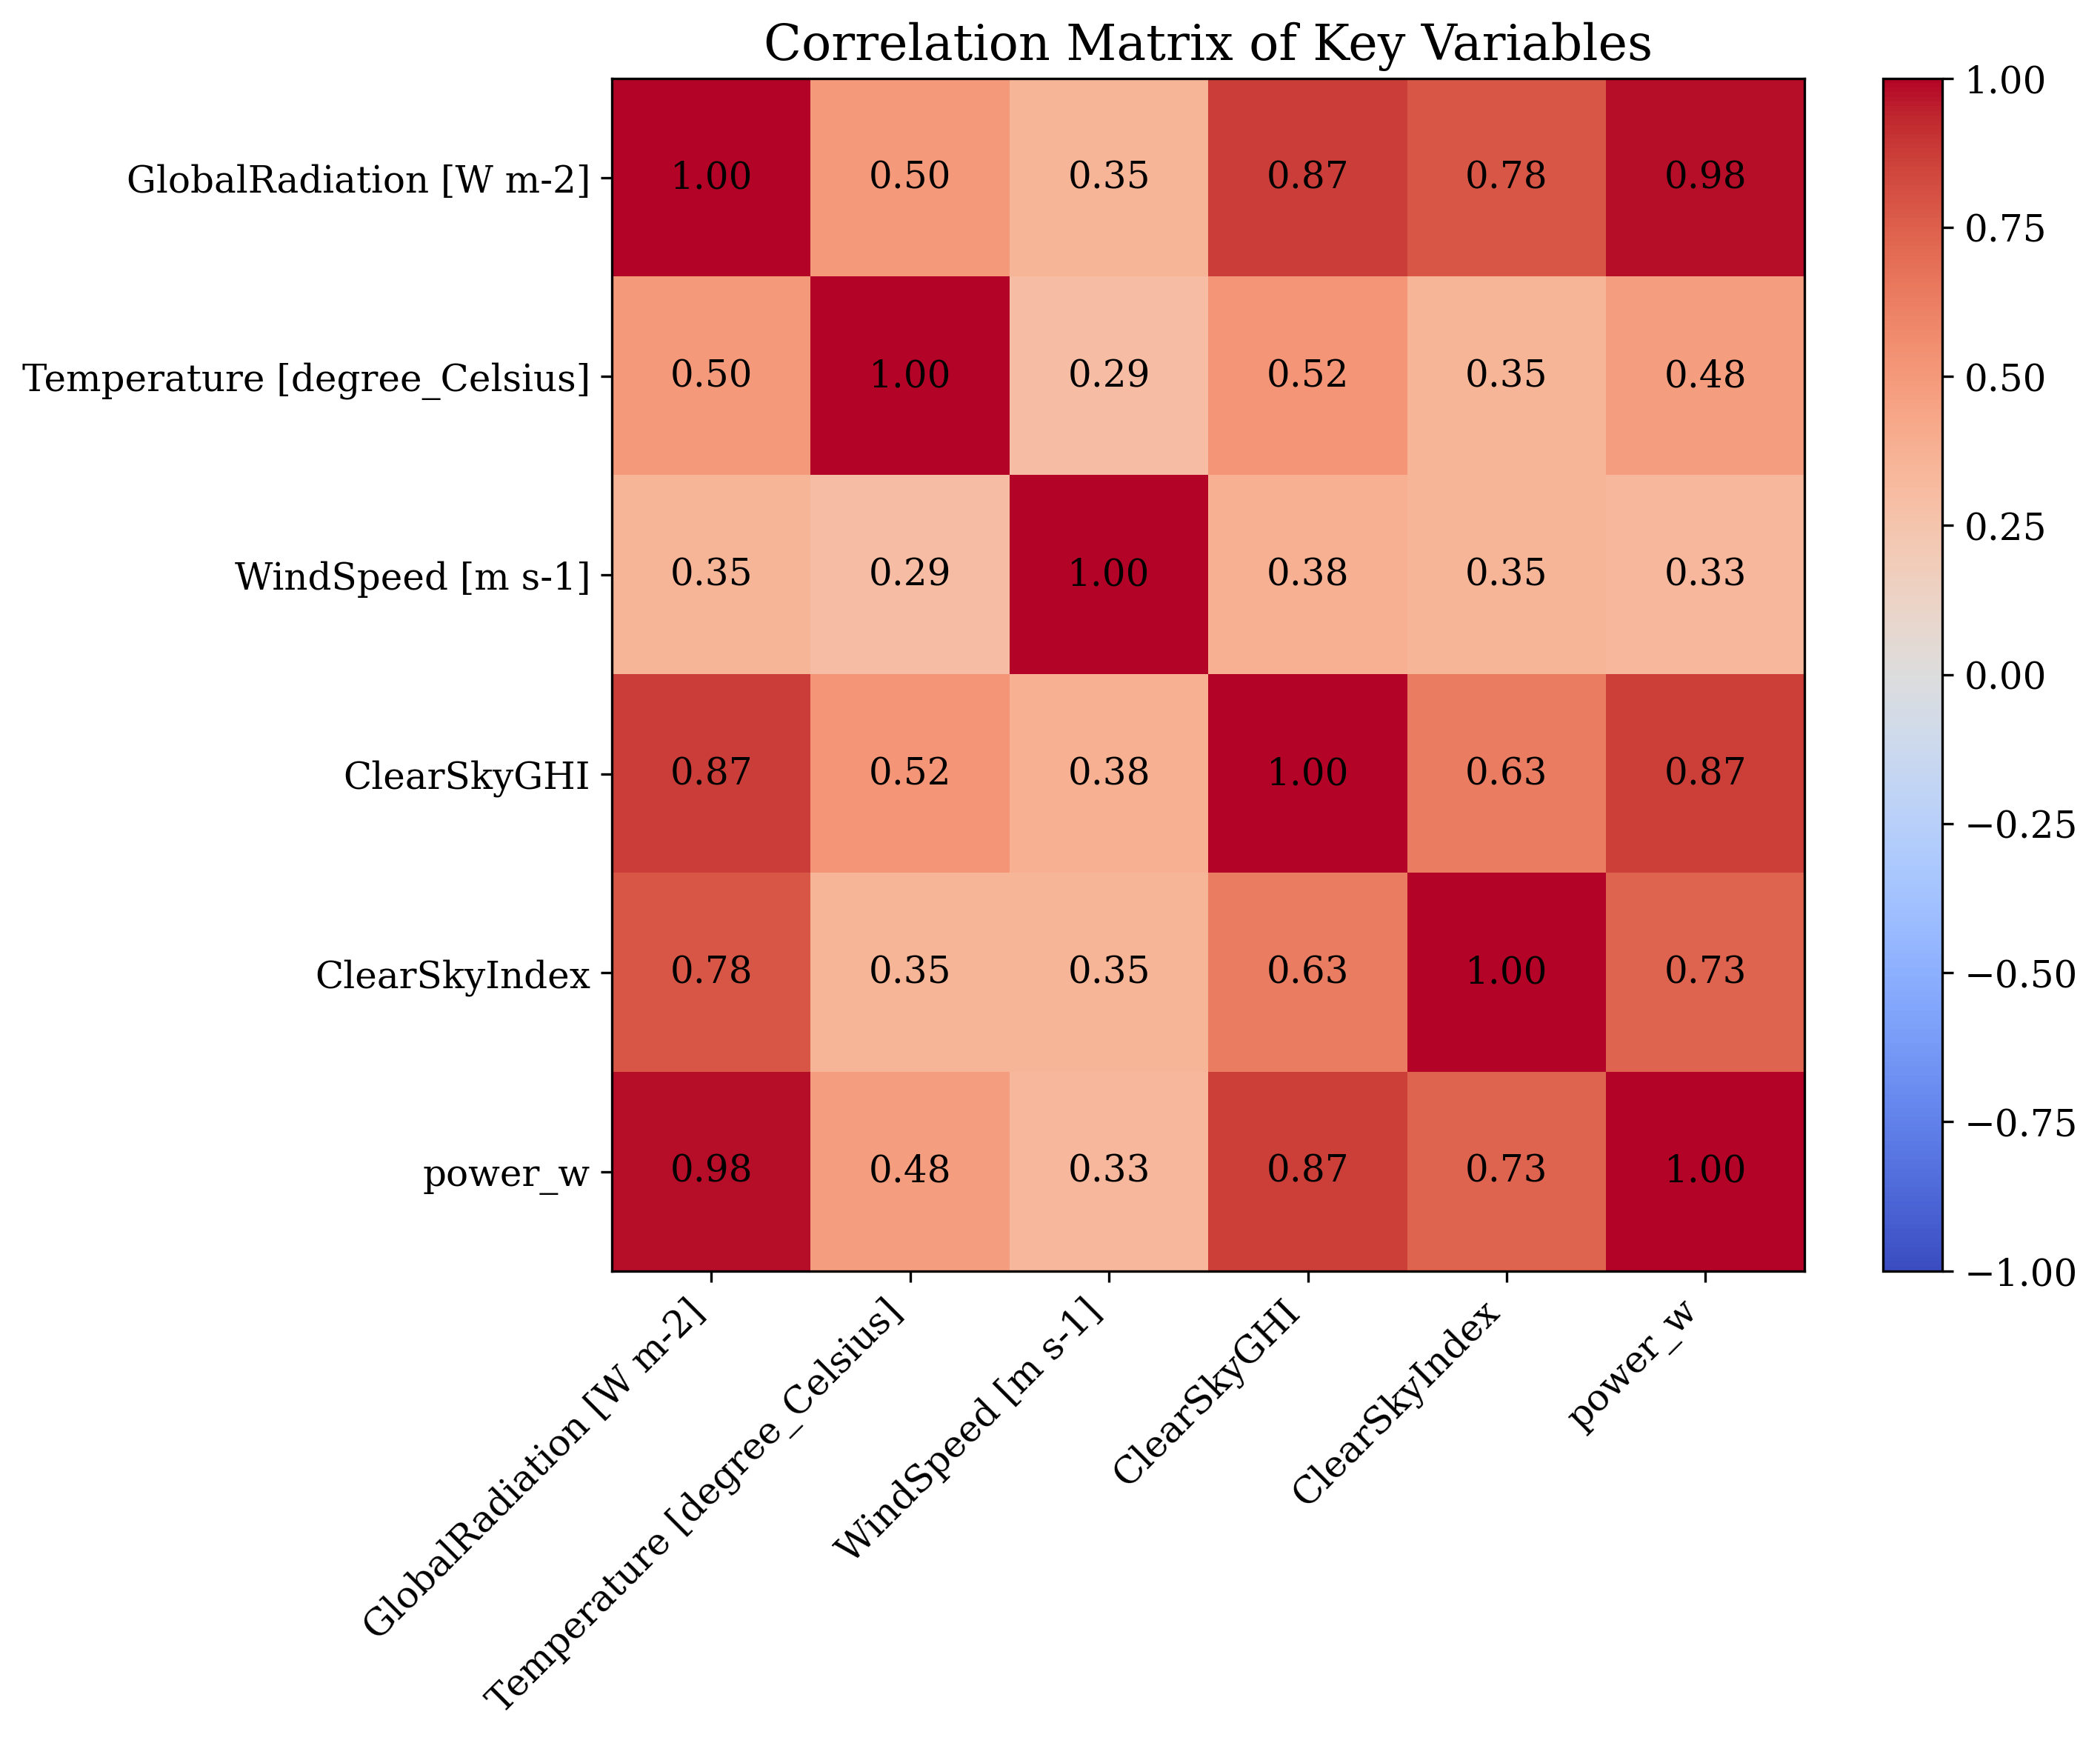 Correlation Matrix of Key Variables
GlobalRadiation [W m-2] 1.00 0.50 0.35 0.87 0.78 0.98
Temperature [degree_Celsius] 0.50 1.00 0.29 0.52 0.35 0.48
WindSpeed [m s-1] 0.35 0.29 1.00 0.38 0.35 0.33
ClearSkyGHI 0.87 0.52 0.38 1.00 0.63 0.87
ClearSkyIndex 0.78 0.35 0.35 0.63 1.00 0.73
power_w 0.98 0.48 0.33 0.87 0.73 1.00
GlobalRadiation [W m-2]
Temperature [degree_Celsius]
WindSpeed [m s-1]
ClearSkyGHI
ClearSkyIndex
power_w
1.00
0.75
0.50
0.25
0.00
−0.25
−0.50
−0.75
−1.00